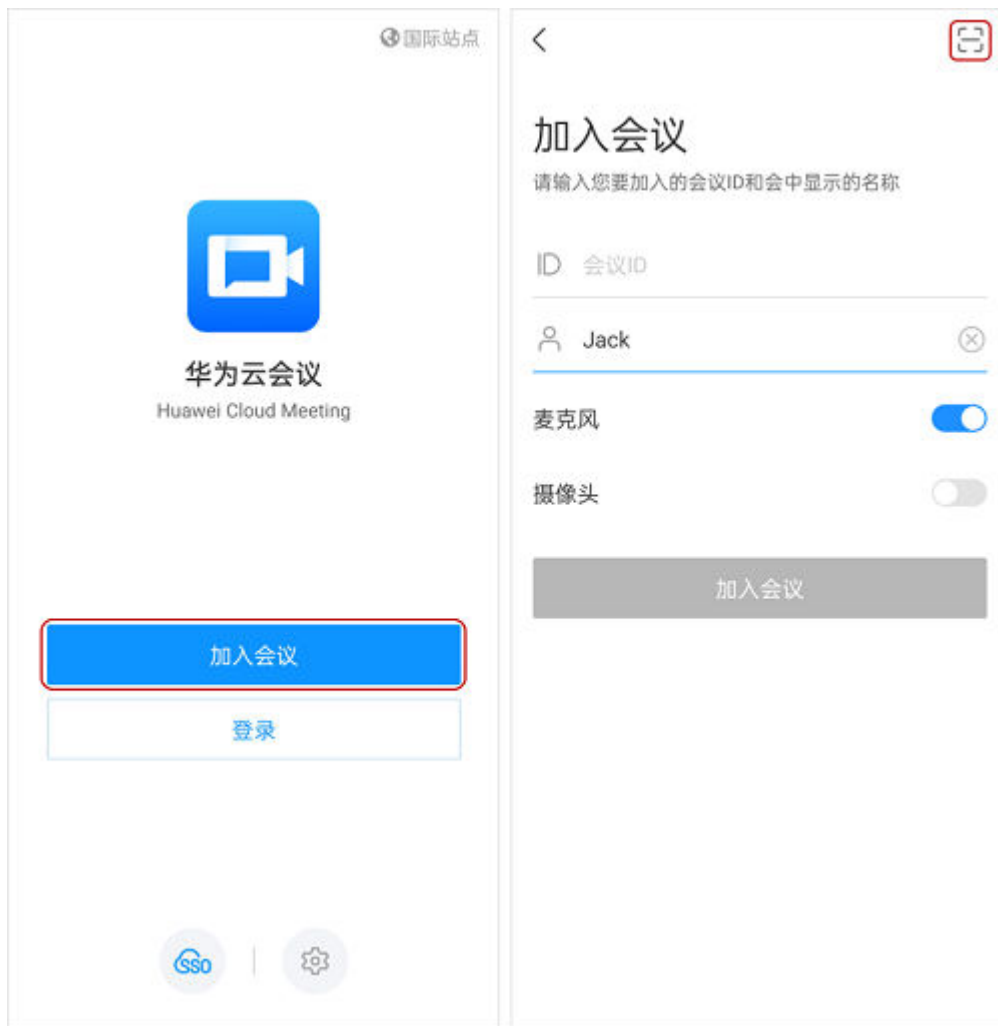 国际站点
华为云会议
Huawei Cloud Meeting
加入会议
登录
SSO
加入会议
请输入您要加入的会议ID和会中显示的名称
ID 会议ID
Jack
麦克风
摄像头
加入会议